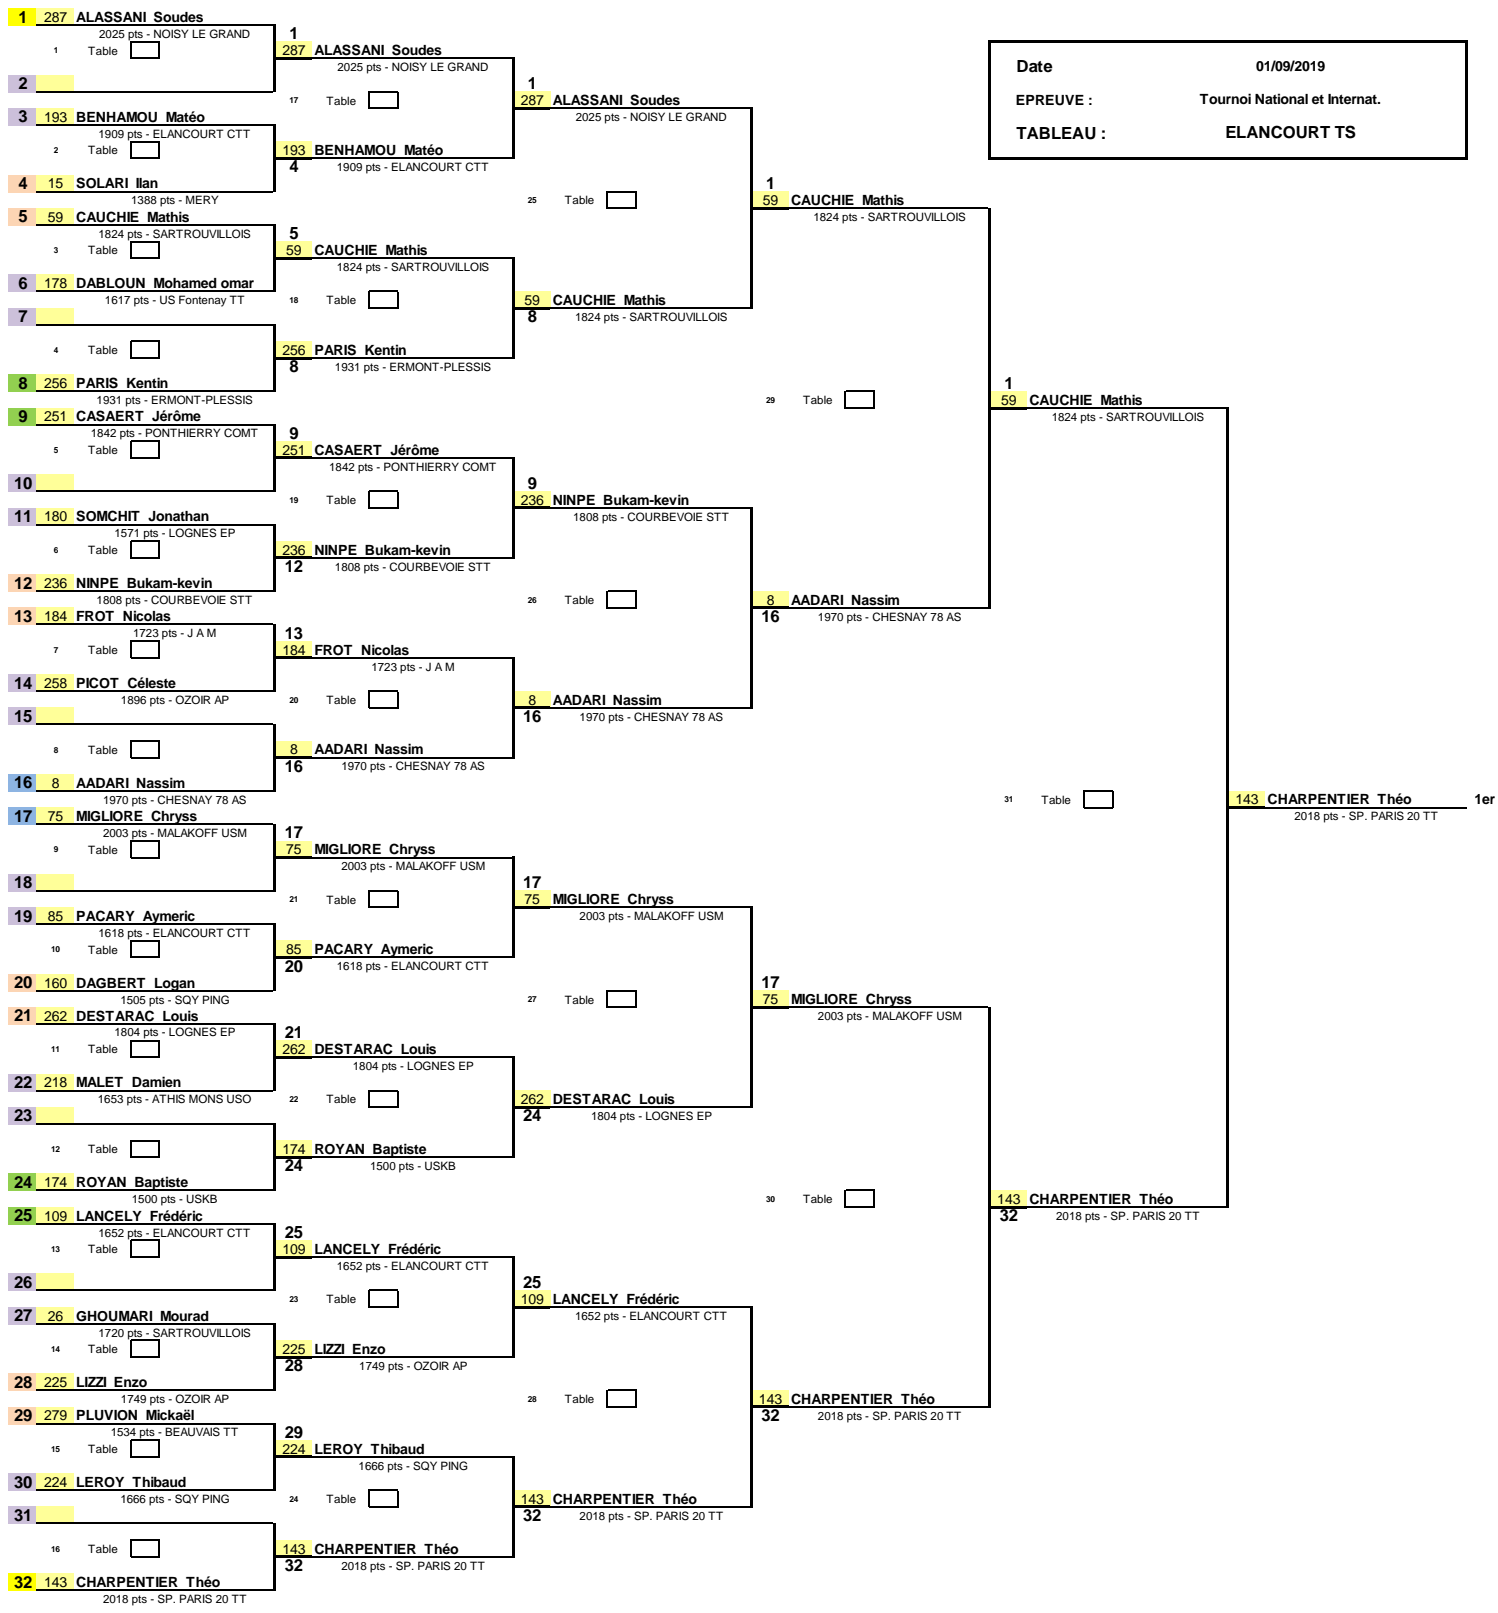 Date 01/09/2019
EPREUVE : Tournoi National et Internat.
TABLEAU : ELANCOURT TS
1 287 ALASSANI Soudes
2025 pts - NOISY LE GRAND
1 Table
2
3 193 BENHAMOU Matéo
1909 pts - ELANCOURT CTT
2 Table
4 15 SOLARI Ilan
1388 pts - MERY
5 59 CAUCHIE Mathis
1824 pts - SARTROUVILLOIS
3 Table
6 178 DABLOUN Mohamed omar
1617 pts - US Fontenay TT
7
4 Table
8 256 PARIS Kentin
1931 pts - ERMONT-PLESSIS
9 251 CASAERT Jérôme
1842 pts - PONTHIERRY COMT
5 Table
10
11 180 SOMCHIT Jonathan
1571 pts - LOGNES EP
6 Table
12 236 NINPE Bukam-kevin
1808 pts - COURBEVOIE STT
13 184 FROT Nicolas
1723 pts - J A M
7 Table
14 258 PICOT Céleste
1896 pts - OZOIR AP
15
8 Table
16 8 AADARI Nassim
1970 pts - CHESNAY 78 AS
17 75 MIGLIORE Chryss
2003 pts - MALAKOFF USM
9 Table
18
19 85 PACARY Aymeric
1618 pts - ELANCOURT CTT
10 Table
20 160 DAGBERT Logan
1505 pts - SQY PING
21 262 DESTARAC Louis
1804 pts - LOGNES EP
11 Table
22 218 MALET Damien
1653 pts - ATHIS MONS USO
23
12 Table
24 174 ROYAN Baptiste
1500 pts - USKB
25 109 LANCELY Frédéric
1652 pts - ELANCOURT CTT
13 Table
26
27 26 GHOUMARI Mourad
1720 pts - SARTROUVILLOIS
14 Table
28 225 LIZZI Enzo
1749 pts - OZOIR AP
29 279 PLUVION Mickaël
1534 pts - BEAUVAIS TT
15 Table
30 224 LEROY Thibaud
1666 pts - SQY PING
31
16 Table
32 143 CHARPENTIER Théo
2018 pts - SP. PARIS 20 TT
1
287 ALASSANI Soudes
2025 pts - NOISY LE GRAND
17 Table
193 BENHAMOU Matéo
4 1909 pts - ELANCOURT CTT
5
59 CAUCHIE Mathis
1824 pts - SARTROUVILLOIS
18 Table
256 PARIS Kentin
8 1931 pts - ERMONT-PLESSIS
9
251 CASAERT Jérôme
1842 pts - PONTHIERRY COMT
19 Table
236 NINPE Bukam-kevin
12 1808 pts - COURBEVOIE STT
13
184 FROT Nicolas
1723 pts - J A M
20 Table
8 AADARI Nassim
16 1970 pts - CHESNAY 78 AS
17
75 MIGLIORE Chryss
2003 pts - MALAKOFF USM
21 Table
85 PACARY Aymeric
20 1618 pts - ELANCOURT CTT
21
262 DESTARAC Louis
1804 pts - LOGNES EP
22 Table
174 ROYAN Baptiste
24 1500 pts - USKB
25
109 LANCELY Frédéric
1652 pts - ELANCOURT CTT
23 Table
225 LIZZI Enzo
28 1749 pts - OZOIR AP
29
224 LEROY Thibaud
1666 pts - SQY PING
24 Table
143 CHARPENTIER Théo
32 2018 pts - SP. PARIS 20 TT
1
287 ALASSANI Soudes
2025 pts - NOISY LE GRAND
25 Table
59 CAUCHIE Mathis
8 1824 pts - SARTROUVILLOIS
9
236 NINPE Bukam-kevin
1808 pts - COURBEVOIE STT
26 Table
8 AADARI Nassim
16 1970 pts - CHESNAY 78 AS
17
75 MIGLIORE Chryss
2003 pts - MALAKOFF USM
27 Table
262 DESTARAC Louis
24 1804 pts - LOGNES EP
25
109 LANCELY Frédéric
1652 pts - ELANCOURT CTT
28 Table
143 CHARPENTIER Théo
32 2018 pts - SP. PARIS 20 TT
1
59 CAUCHIE Mathis
1824 pts - SARTROUVILLOIS
29 Table
8 AADARI Nassim
16 1970 pts - CHESNAY 78 AS
17
75 MIGLIORE Chryss
2003 pts - MALAKOFF USM
30 Table
143 CHARPENTIER Théo
32 2018 pts - SP. PARIS 20 TT
1
59 CAUCHIE Mathis
1824 pts - SARTROUVILLOIS
31 Table
143 CHARPENTIER Théo
32 2018 pts - SP. PARIS 20 TT
143 CHARPENTIER Théo 1er
2018 pts - SP. PARIS 20 TT